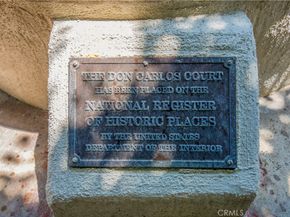 THE DON CARLOS COURT
HAS BEEN PLACED ON THE
NATIONAL REGISTER
OF HISTORIC PLACES
BY THE UNITED STATES
DEPARTMENT OF THE INTERIOR
CRMLS